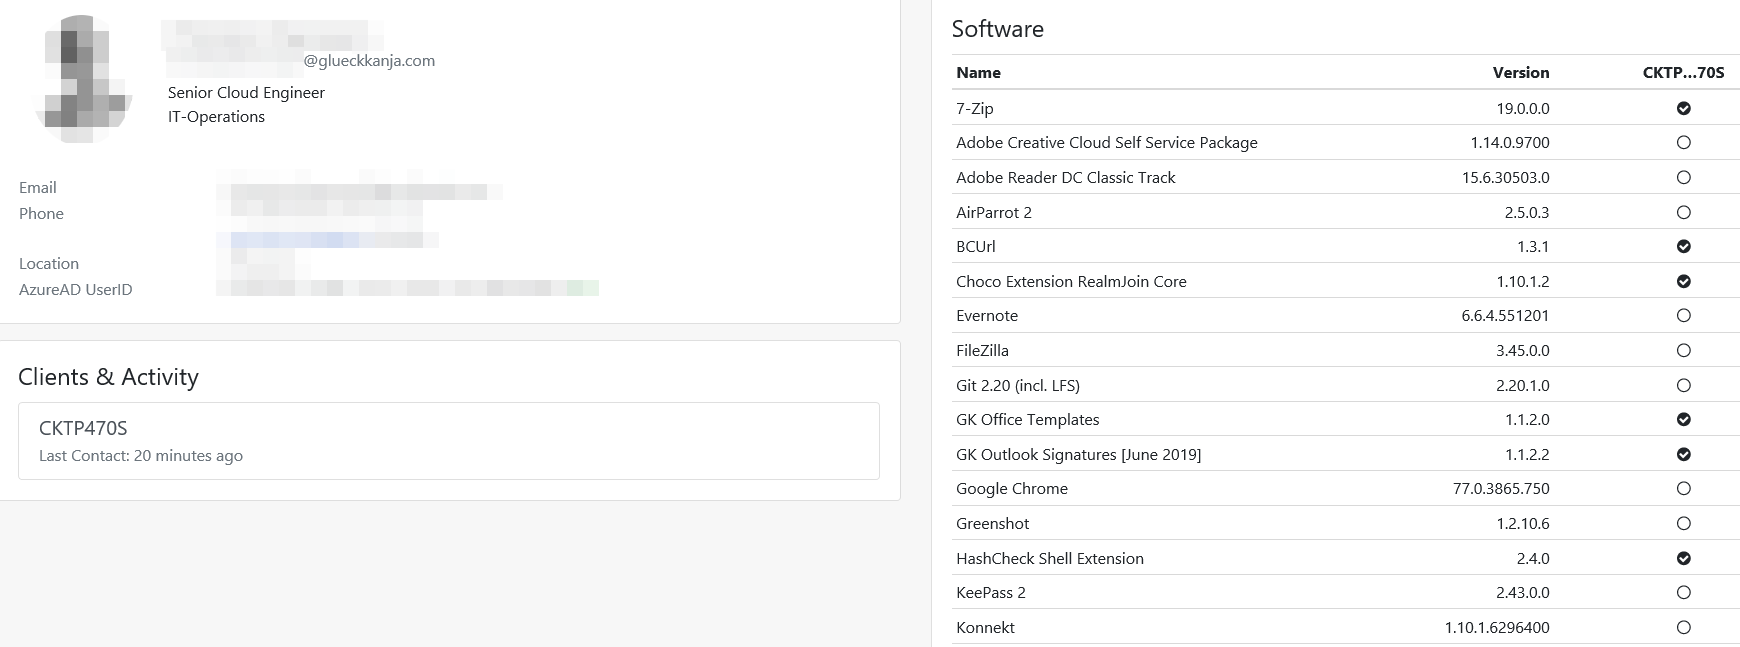 @glueckkanja.com
Senior Cloud Engineer
IT-Operations
Email
Phone
Location
AzureAD UserID
Clients & Activity
CKTP470S
Last Contact: 20 minutes ago
Software
Name Version CKTP...70S
7-Zip 19.0.0.0
Adobe Creative Cloud Self Service Package 1.14.0.9700
Adobe Reader DC Classic Track 15.6.30503.0
AirParrot 2 2.5.0.3
BCUrl 1.3.1
Choco Extension RealmJoin Core 1.10.1.2
Evernote 6.6.4.551201
FileZilla 3.45.0.0
Git 2.20 (incl. LFS) 2.20.1.0
GK Office Templates 1.1.2.0
GK Outlook Signatures [June 2019] 1.1.2.2
Google Chrome 77.0.3865.750
Greenshot 1.2.10.6
HashCheck Shell Extension 2.4.0
KeePass 2 2.43.0.0
Konnekt 1.10.1.6296400